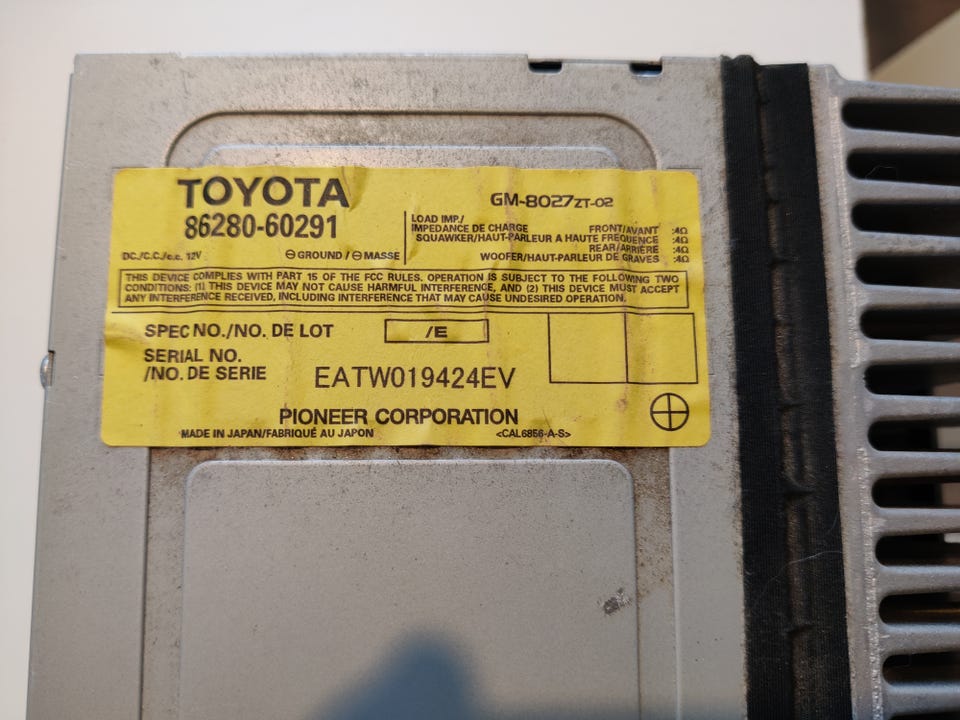 TOYOTA
86280-60291
GM-8027ZT-02
DC./C.C./c.c. 12V ⊖ GROUND / ⊖ MASSE
LOAD IMP./
IMPEDANCE DE CHARGE FRONT/AVANT :4Ω
SQUAWKER/HAUT-PARLEUR A HAUTE FREQUENCE :4Ω
REAR/ARRIÈRE :4Ω
WOOFER/HAUT-PARLEUR DE GRAVES :4Ω
THIS DEVICE COMPLIES WITH PART 15 OF THE FCC RULES. OPERATION IS SUBJECT TO THE FOLLOWING TWO
CONDITIONS: (1) THIS DEVICE MAY NOT CAUSE HARMFUL INTERFERENCE, AND (2) THIS DEVICE MUST ACCEPT
ANY INTERFERENCE RECEIVED, INCLUDING INTERFERENCE THAT MAY CAUSE UNDESIRED OPERATION.
SPEC NO./NO. DE LOT /E
SERIAL NO.
/NO. DE SERIE EATW019424EV
PIONEER CORPORATION
MADE IN JAPAN/FABRIQUÉ AU JAPON <CAL6856-A-S>